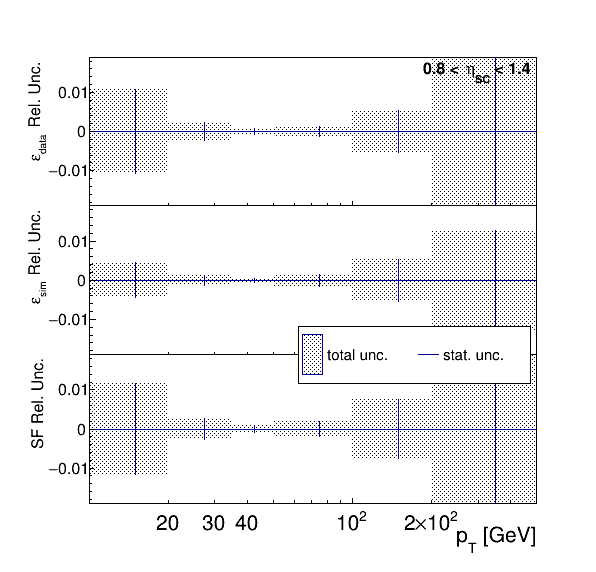 0.8 < η_SC < 1.4
ε_data Rel. Unc.
0.01
0
−0.01
ε_sim Rel. Unc.
0.01
0
−0.01
total unc. stat. unc.
SF Rel. Unc.
0.01
0
−0.01
20 30 40 10² 2×10²
p_T [GeV]